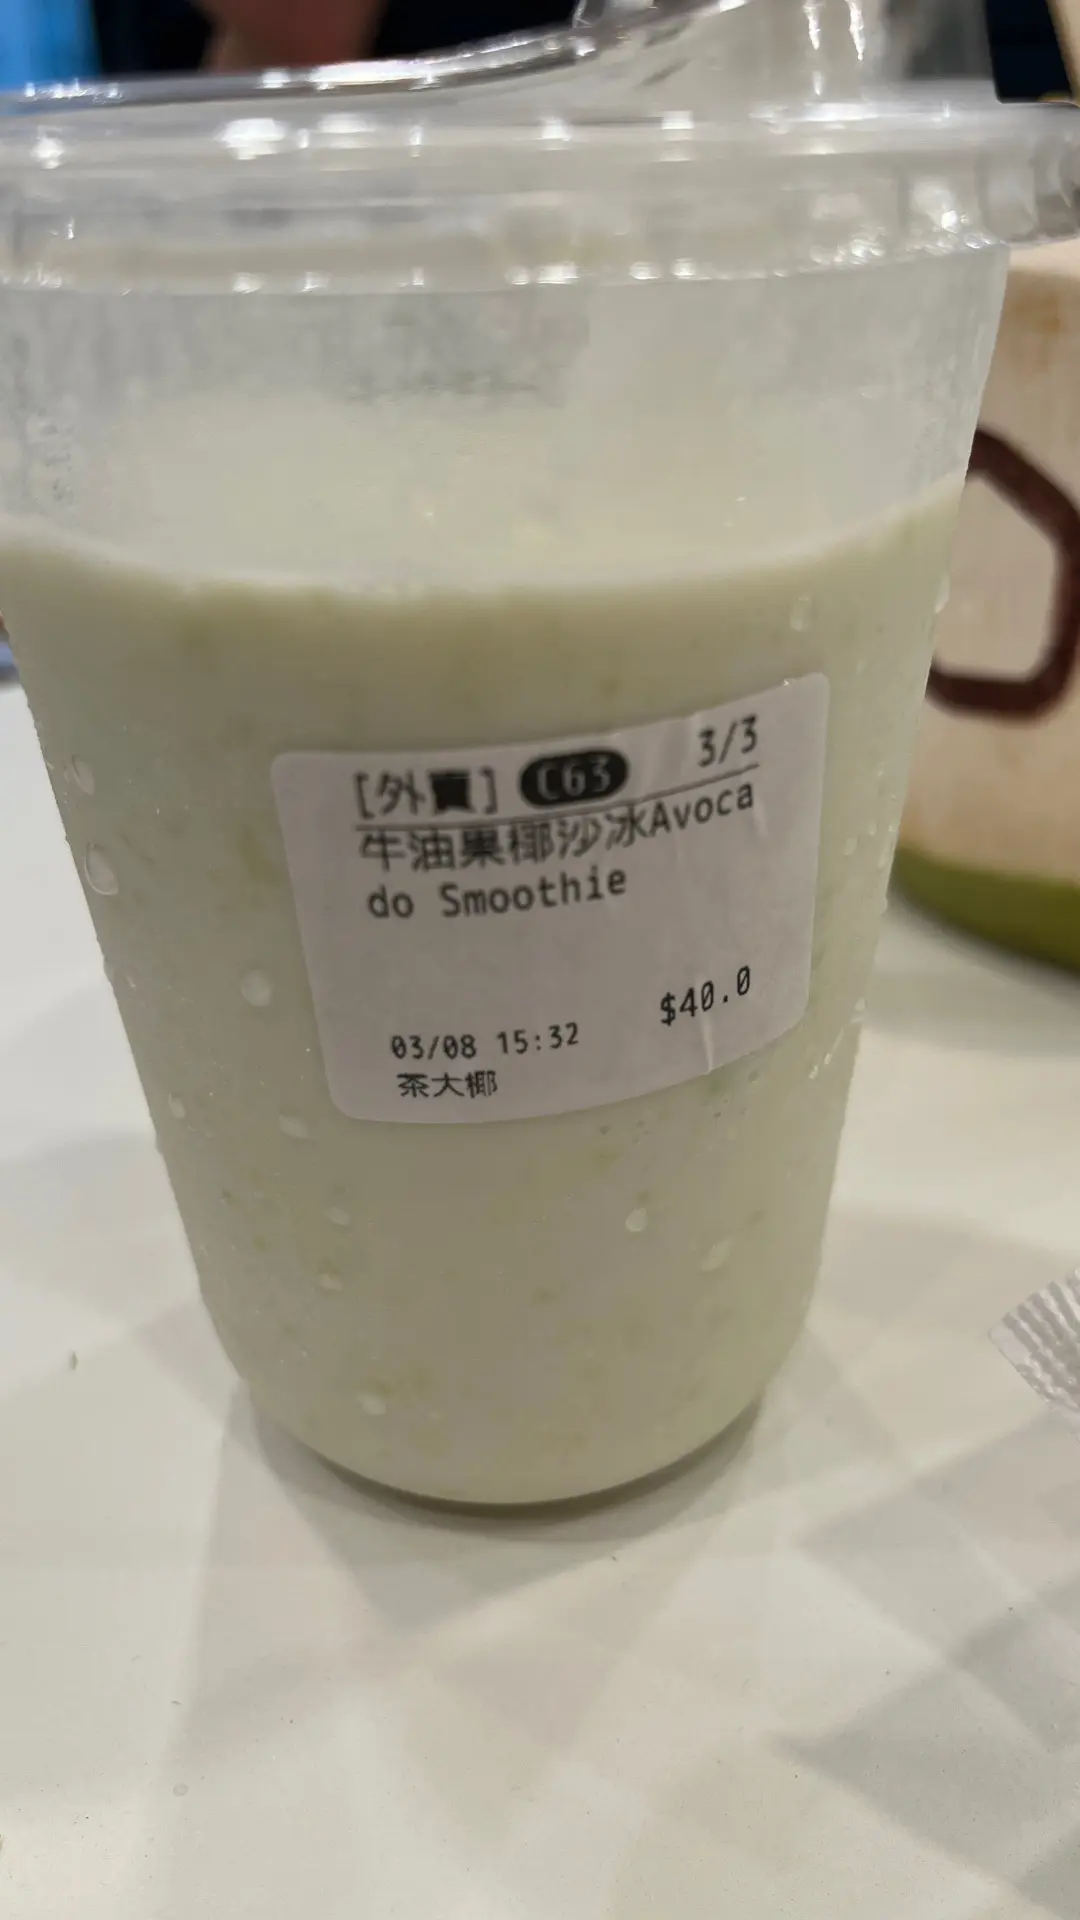 [外賣] C63 3/3
牛油果椰沙冰Avoca
do Smoothie
$40.0
03/08 15:32
茶大椰